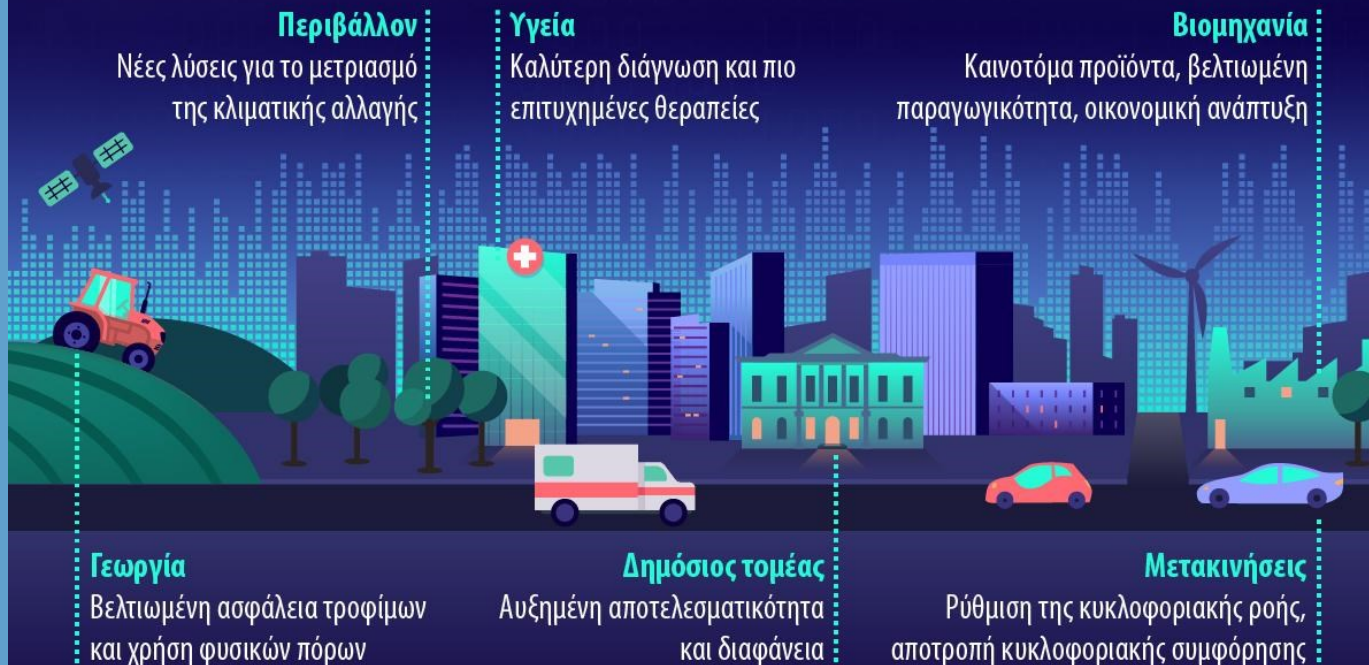 Περιβάλλον
Νέες λύσεις για το μετριασμό
της κλιματικής αλλαγής
Υγεία
Καλύτερη διάγνωση και πιο
επιτυχημένες θεραπείες
Βιομηχανία
Καινοτόμα προϊόντα, βελτιωμένη
παραγωγικότητα, οικονομική ανάπτυξη
Γεωργία
Βελτιωμένη ασφάλεια τροφίμων
και χρήση φυσικών πόρων
Δημόσιος τομέας
Αυξημένη αποτελεσματικότητα
και διαφάνεια
Μετακινήσεις
Ρύθμιση της κυκλοφοριακής ροής,
αποτροπή κυκλοφοριακής συμφόρησης